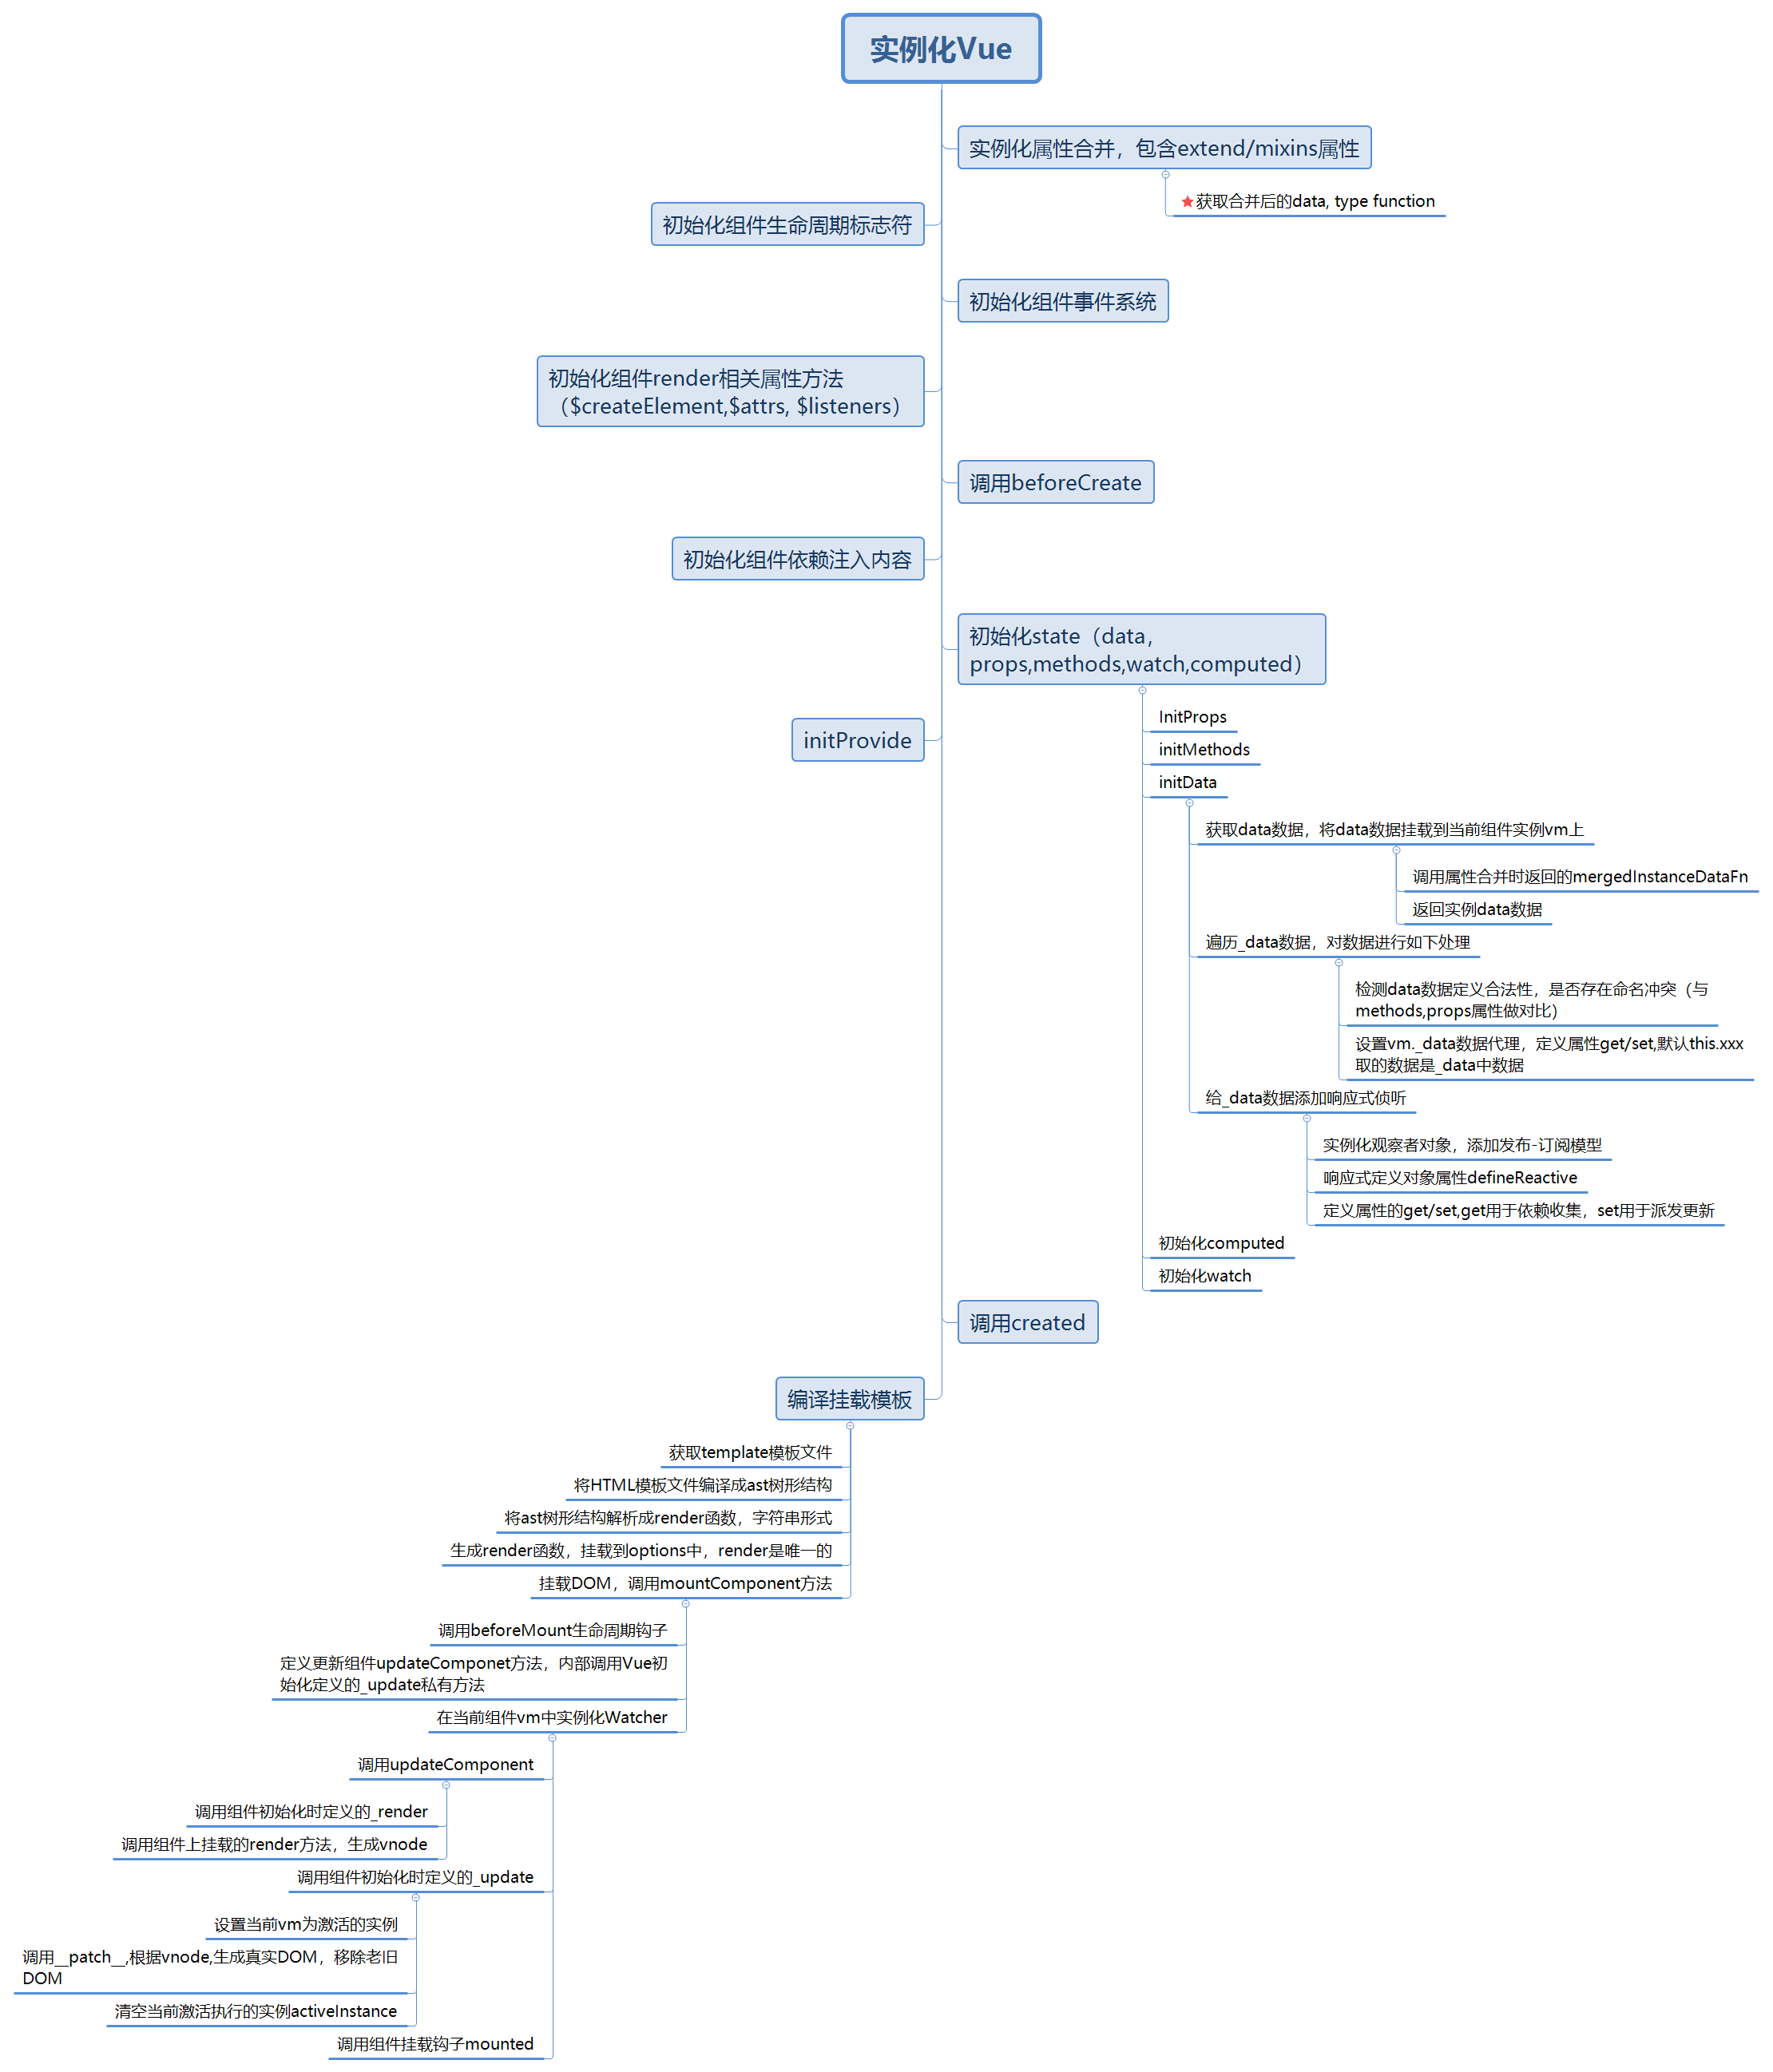 实例化Vue
实例化属性合并，包含extend/mixins属性
获取合并后的data, type function
初始化组件生命周期标志符
初始化组件事件系统
初始化组件render相关属性方法
（$createElement,$attrs, $listeners）
调用beforeCreate
初始化组件依赖注入内容
初始化state（data，
props,methods,watch,computed）
InitProps
initProvide
initMethods
initData
获取data数据，将data数据挂载到当前组件实例vm上
调用属性合并时返回的mergedInstanceDataFn
返回实例data数据
遍历_data数据，对数据进行如下处理
检测data数据定义合法性，是否存在命名冲突（与
methods,props属性做对比）
设置vm._data数据代理，定义属性get/set,默认this.xxx
取的数据是_data中数据
给_data数据添加响应式侦听
实例化观察者对象，添加发布-订阅模型
响应式定义对象属性defineReactive
定义属性的get/set,get用于依赖收集，set用于派发更新
初始化computed
初始化watch
调用created
编译挂载模板
获取template模板文件
将HTML模板文件编译成ast树形结构
将ast树形结构解析成render函数，字符串形式
生成render函数，挂载到options中，render是唯一的
挂载DOM，调用mountComponent方法
调用beforeMount生命周期钩子
定义更新组件updateComponet方法，内部调用Vue初
始化定义的_update私有方法
在当前组件vm中实例化Watcher
调用updateComponent
调用组件初始化时定义的_render
调用组件上挂载的render方法，生成vnode
调用组件初始化时定义的_update
设置当前vm为激活的实例
调用__patch__,根据vnode,生成真实DOM，移除老旧
DOM
清空当前激活执行的实例activeInstance
调用组件挂载钩子mounted